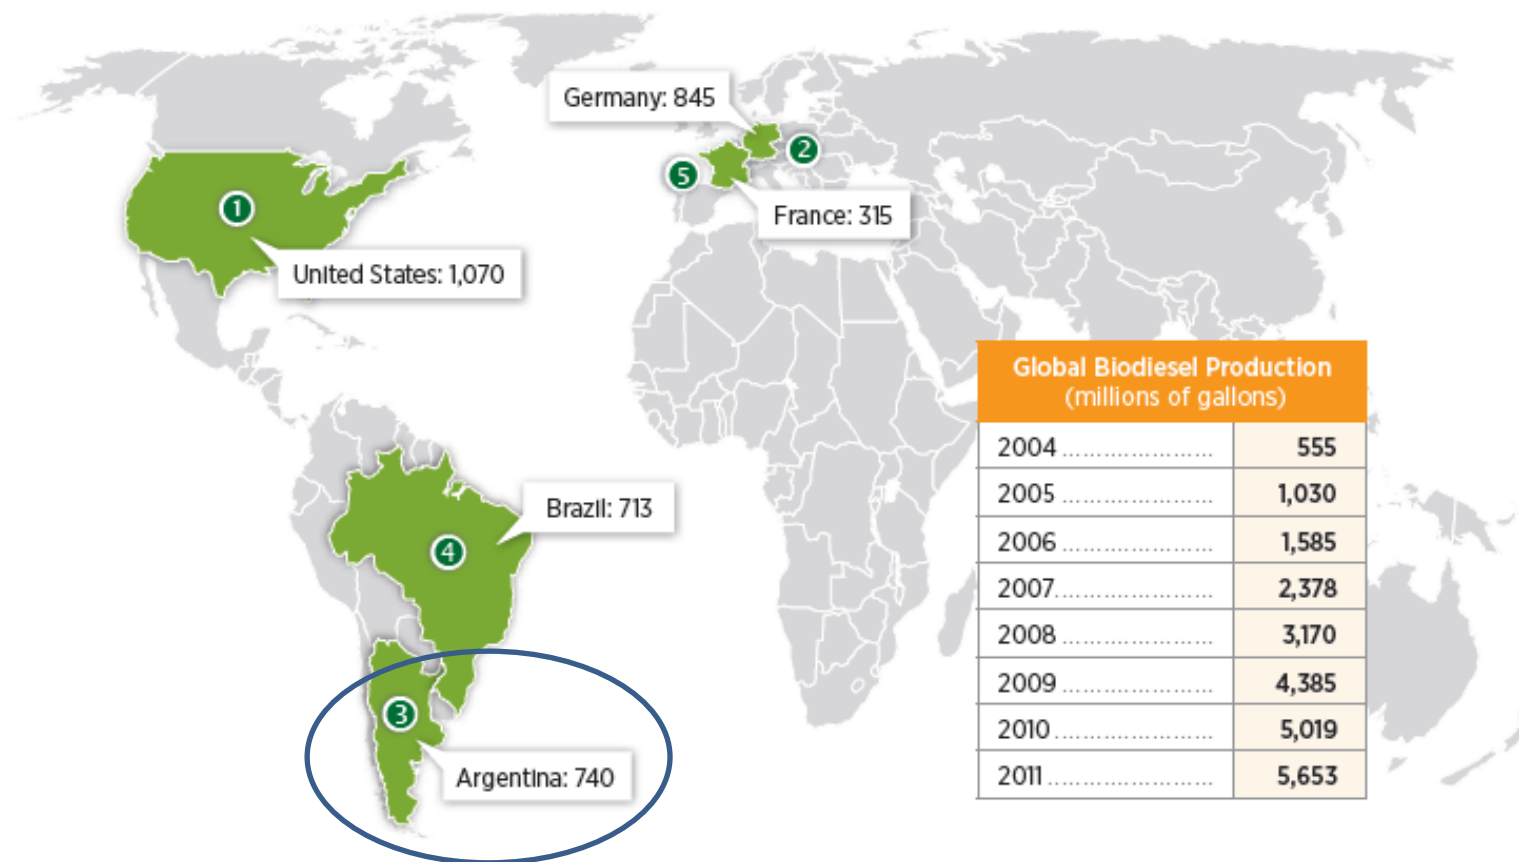 Germany: 845
2
5
France: 315
1
United States: 1,070
Global Biodiesel Production
(millions of gallons)
2004 ...................... 555
2005 ...................... 1,030
2006 ...................... 1,585
2007 ...................... 2,378
2008 ...................... 3,170
2009 ...................... 4,385
2010 ...................... 5,019
2011 ...................... 5,653
Brazil: 713
4
3
Argentina: 740